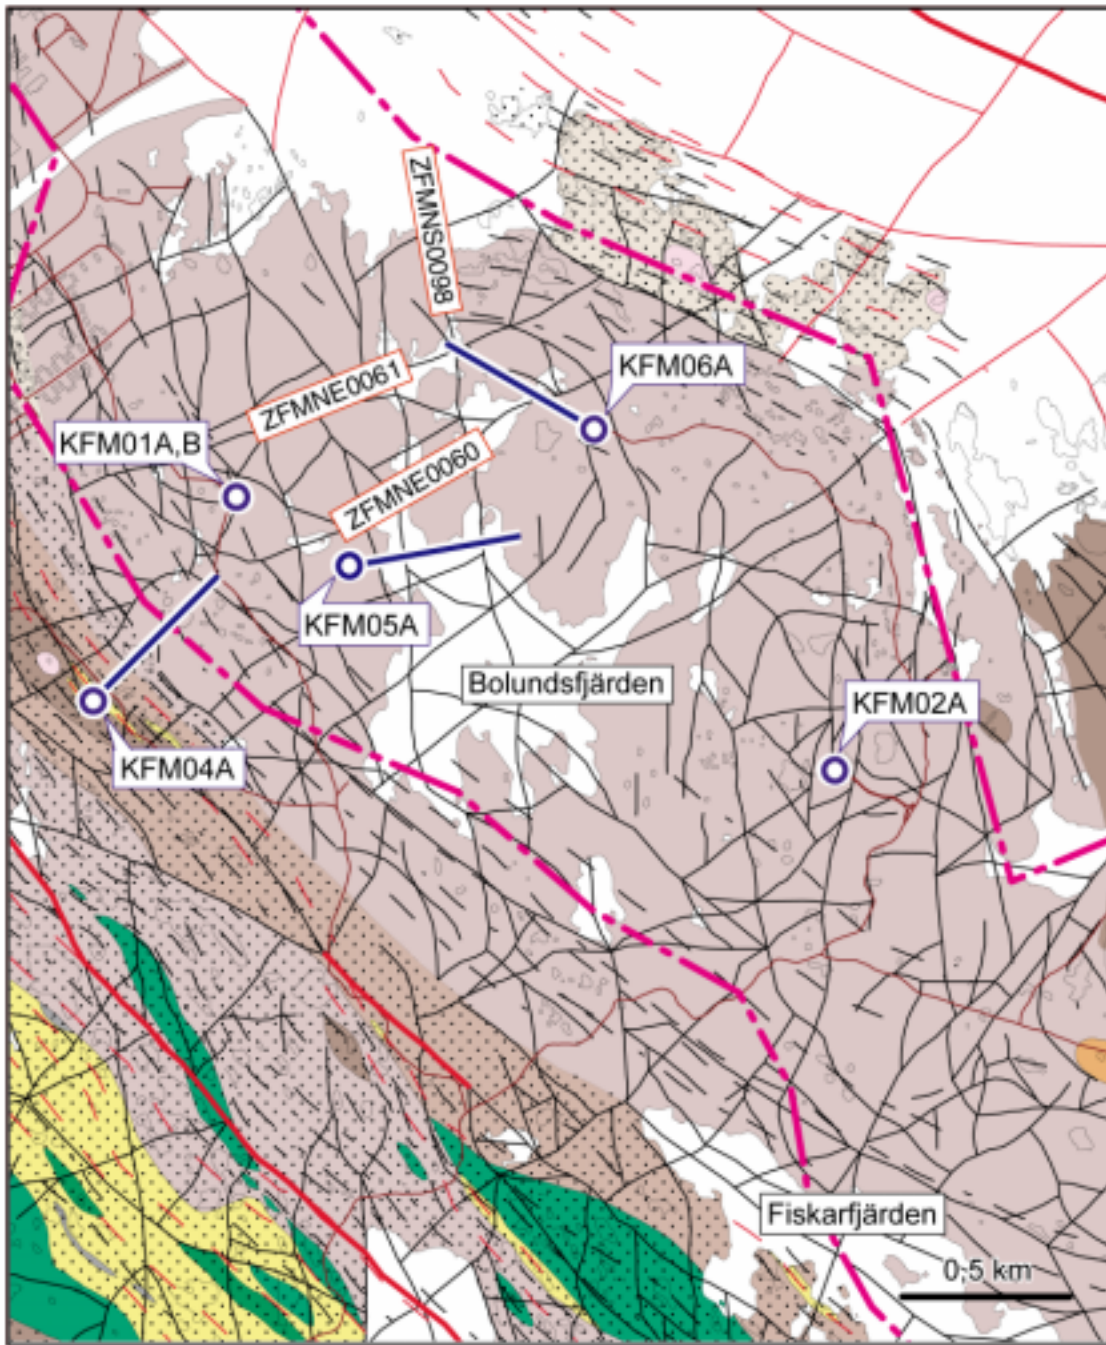 ZFMNS0098
KFM06A
ZFMNE0061
KFM01A,B
ZFMNE0060
KFM05A
Bolundsfjärden
KFM02A
KFM04A
Fiskarfjärden
0,5 km